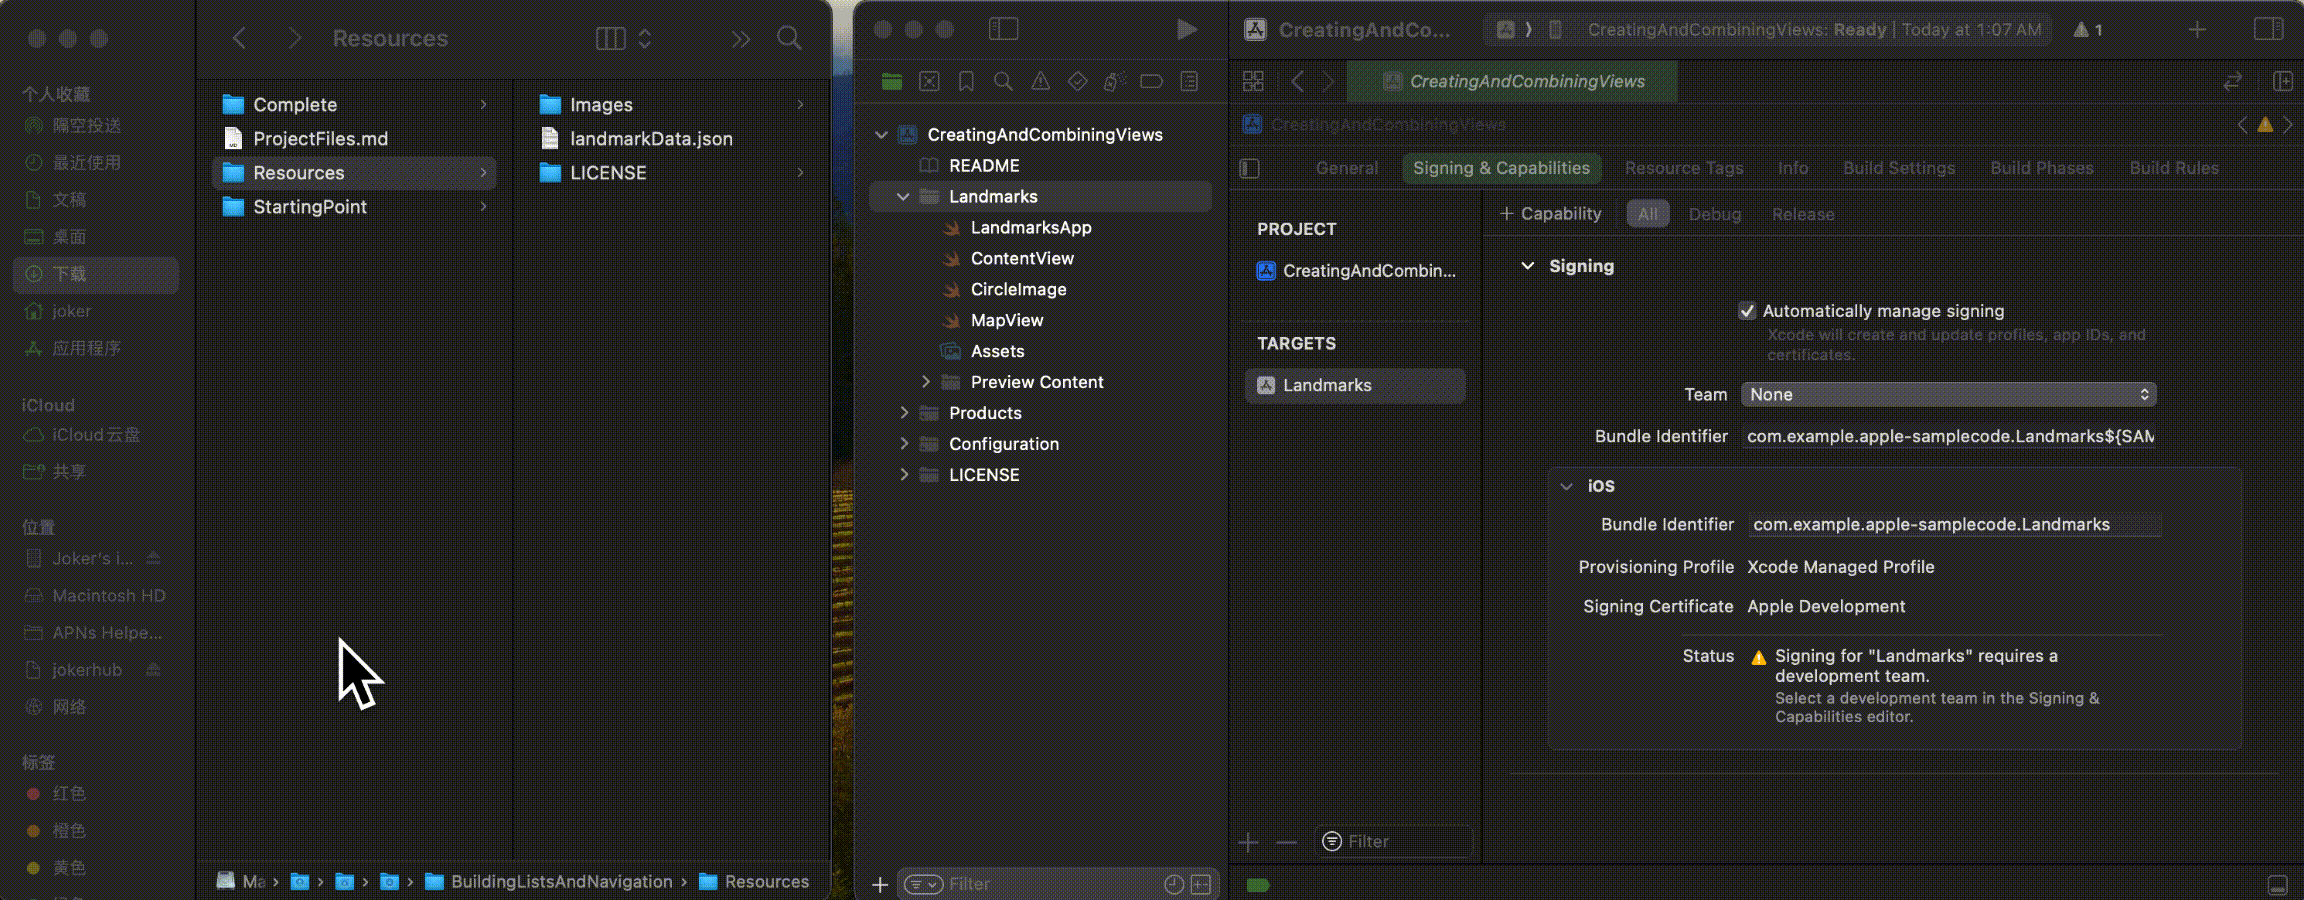 Resources
个人收藏
隔空投送
最近使用
文稿
桌面
下载
joker
应用程序
iCloud
iCloud云盘
共享
位置
Joker's i...
Macintosh HD
APNs Helpe...
jokerhub
网络
标签
红色
橙色
黄色
Complete
ProjectFiles.md
Resources
StartingPoint
Images
landmarkData.json
LICENSE
Ma
BuildingListsAndNavigation
Resources
CreatingAndCombiningViews
README
Landmarks
LandmarksApp
ContentView
CircleImage
MapView
Assets
Preview Content
Products
Configuration
LICENSE
Filter
CreatingAndCo...
CreatingAndCombiningViews: Ready | Today at 1:07 AM
1
CreatingAndCombiningViews
CreatingAndCombiningViews
General Signing & Capabilities Resource Tags Info Build Settings Build Phases Build Rules
PROJECT
CreatingAndCombin...
TARGETS
Landmarks
Filter
+ Capability All Debug Release
Signing
Automatically manage signing
Xcode will create and update profiles, app IDs, and
certificates.
Team None
Bundle Identifier com.example.apple-samplecode.Landmarks${SAM
iOS
Bundle Identifier com.example.apple-samplecode.Landmarks
Provisioning Profile Xcode Managed Profile
Signing Certificate Apple Development
Status Signing for "Landmarks" requires a
development team.
Select a development team in the Signing &
Capabilities editor.